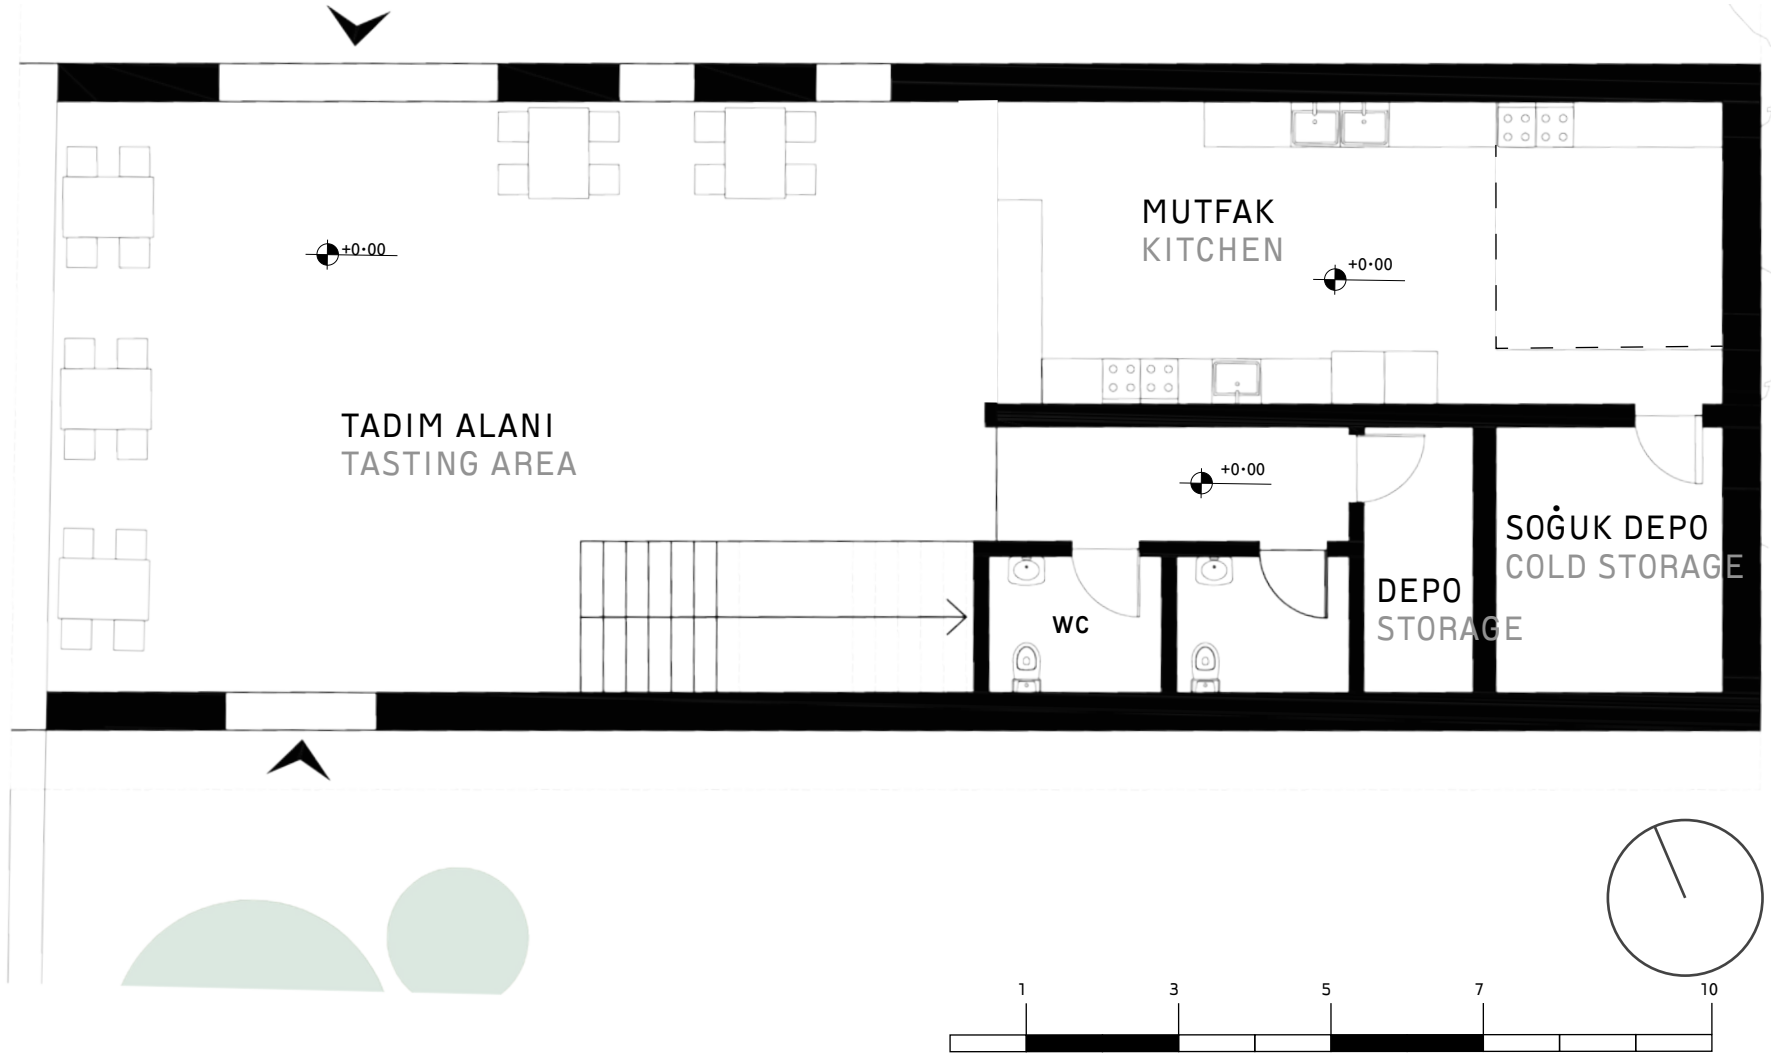 MUTFAK
KITCHEN
+0.00
+0.00
TADIM ALANI
TASTING AREA
+0.00
SOĞUK DEPO
COLD STORAGE
DEPO
STORAGE
WC
1 3 5 7 10